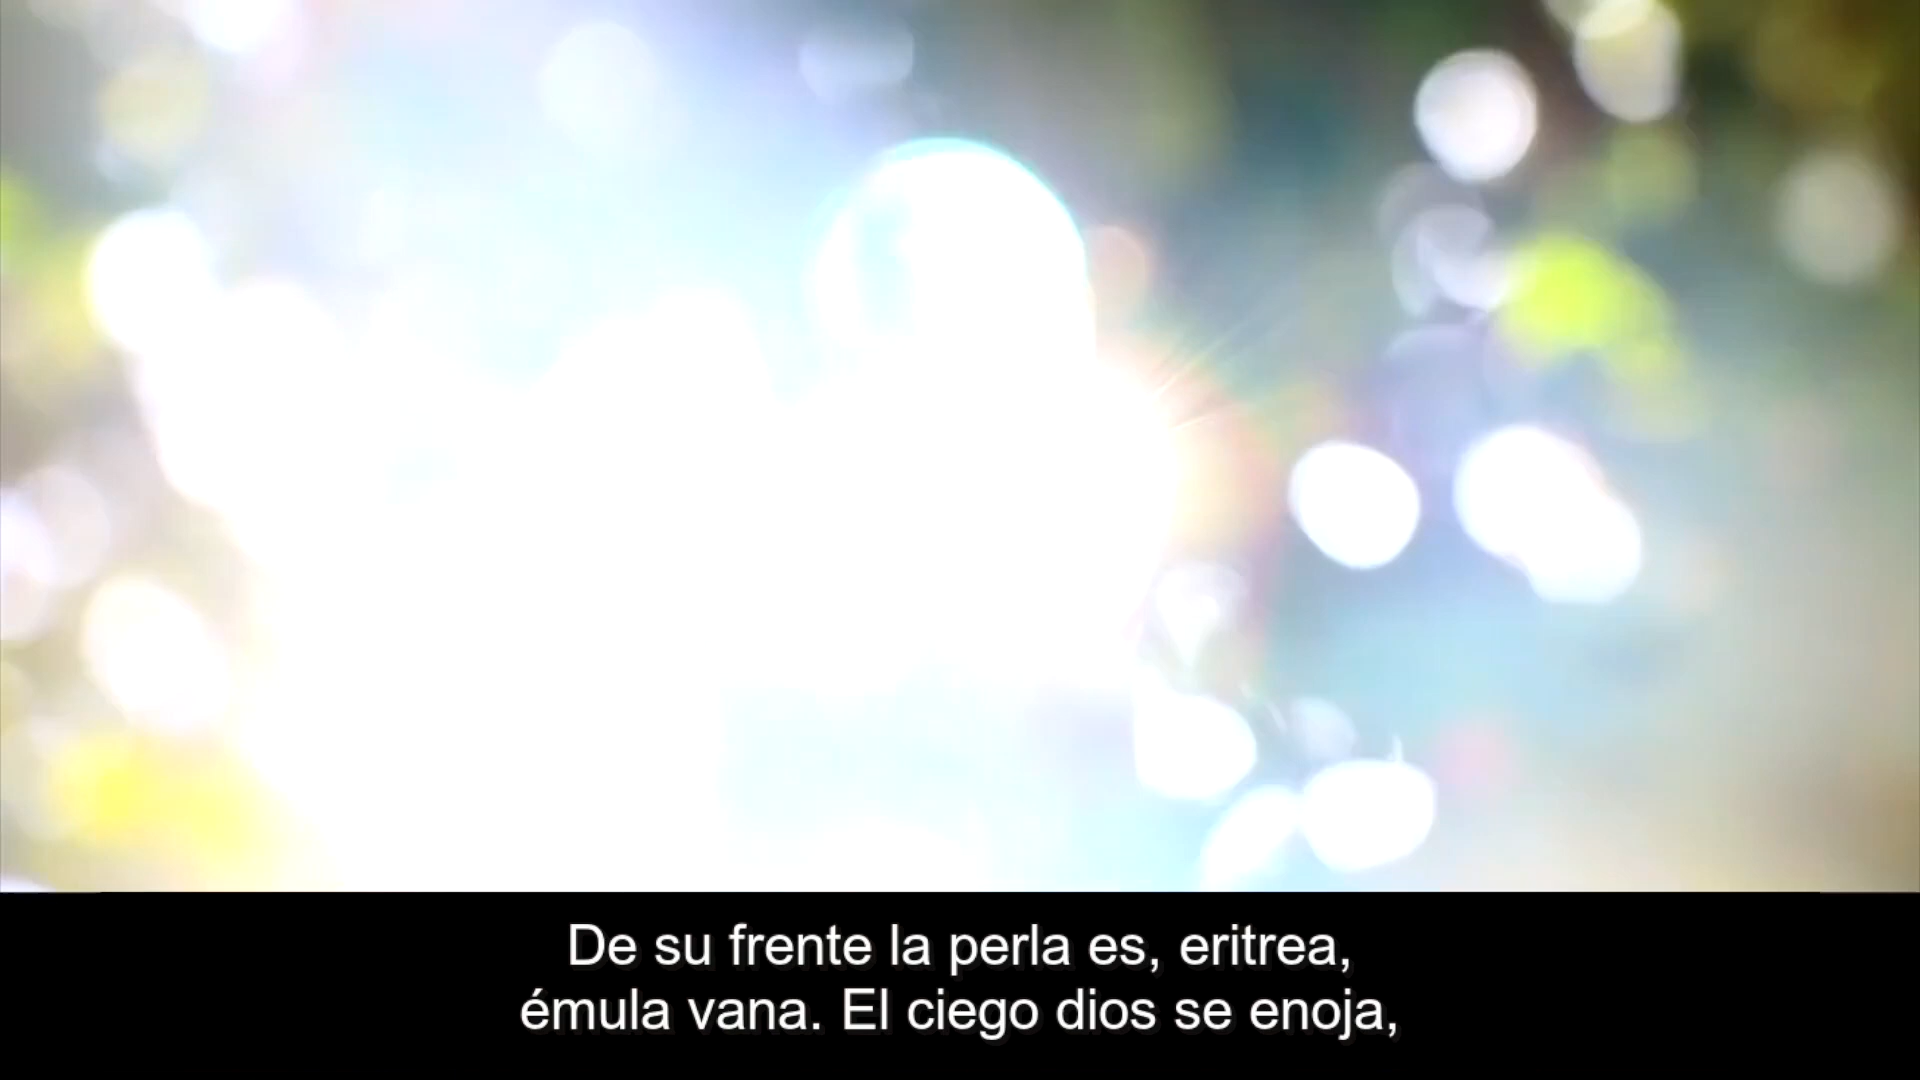 De su frente la perla es, eritrea,
émula vana. El ciego dios se enoja,